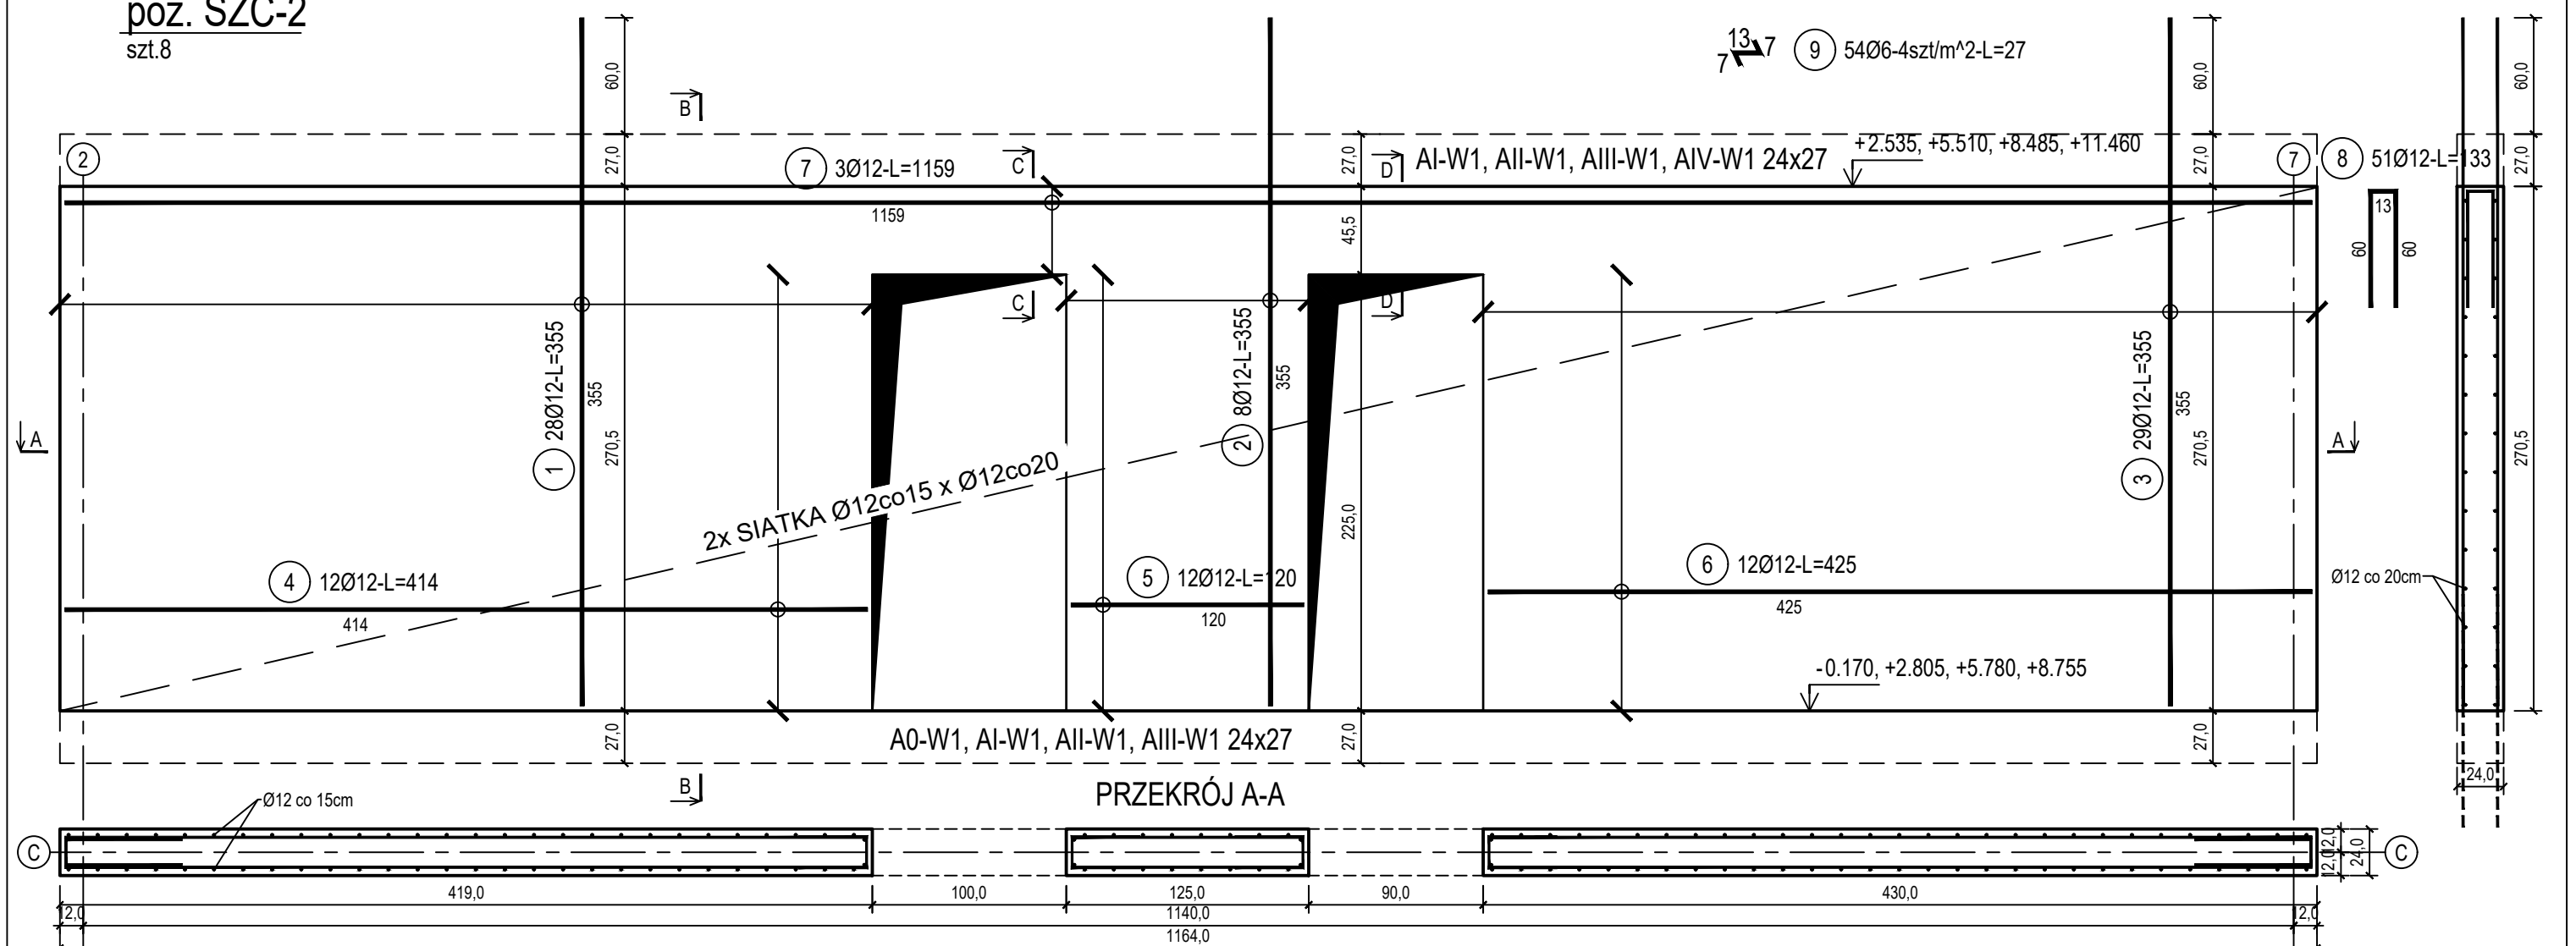 poz. SZC-2
szt.8
60,0
27,0
B
13
7
7
9
54Ø6-4szt/m^2-L=27
60,0
60,0
2
7
3Ø12-L=1159
C
27,0
D
AI-W1, AII-W1, AIII-W1, AIV-W1 24x27
+2.535, +5.510, +8.485, +11.460
27,0
7
8
51Ø12-L=133
27,0
1159
45,5
13
60
60
C
D
1
28Ø12-L=355
355
270,5
2
8Ø12-L=355
355
3
29Ø12-L=355
355
270,5
270,5
A
A
2x SIATKA Ø12co15 x Ø12co20
225,0
4
12Ø12-L=414
414
5
12Ø12-L=120
120
6
12Ø12-L=425
425
Ø12 co 20cm
-0.170, +2.805, +5.780, +8.755
27,0
A0-W1, AI-W1, AII-W1, AIII-W1 24x27
27,0
27,0
24,0
B
PRZEKRÓJ A-A
Ø12 co 15cm
C
12,0
12,0
24,0
C
419,0
100,0
125,0
90,0
430,0
12,0
1140,0
12,0
1164,0